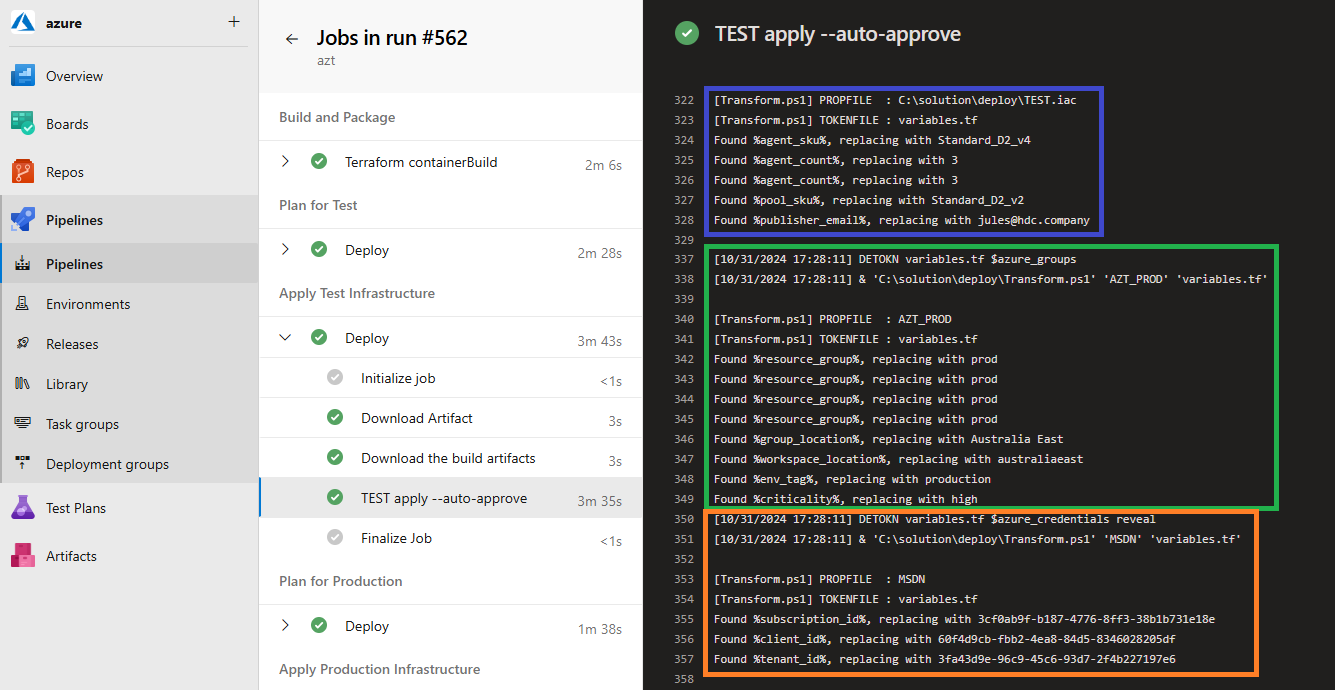 azure
+
Overview
Boards
Repos
Pipelines
Pipelines
Environments
Releases
Library
Task groups
Deployment groups
Test Plans
Artifacts
Jobs in run #562
azt
Build and Package
Terraform containerBuild 2m 6s
Plan for Test
Deploy 2m 28s
Apply Test Infrastructure
Deploy 3m 43s
Initialize job <1s
Download Artifact 3s
Download the build artifacts 3s
TEST apply --auto-approve 3m 35s
Finalize Job <1s
Plan for Production
Deploy 1m 38s
Apply Production Infrastructure
TEST apply --auto-approve
322 [Transform.ps1] PROPFILE : C:\solution\deploy\TEST.iac
323 [Transform.ps1] TOKENFILE : variables.tf
324 Found %agent_sku%, replacing with Standard_D2_v4
325 Found %agent_count%, replacing with 3
326 Found %agent_count%, replacing with 3
327 Found %pool_sku%, replacing with Standard_D2_v2
328 Found %publisher_email%, replacing with jules@hdc.company
329
337 [10/31/2024 17:28:11] DETOKN variables.tf $azure_groups
338 [10/31/2024 17:28:11] & 'C:\solution\deploy\Transform.ps1' 'AZT_PROD' 'variables.tf'
339
340 [Transform.ps1] PROPFILE : AZT_PROD
341 [Transform.ps1] TOKENFILE : variables.tf
342 Found %resource_group%, replacing with prod
343 Found %resource_group%, replacing with prod
344 Found %resource_group%, replacing with prod
345 Found %resource_group%, replacing with prod
346 Found %group_location%, replacing with Australia East
347 Found %workspace_location%, replacing with australiaeast
348 Found %env_tag%, replacing with production
349 Found %criticality%, replacing with high
350 [10/31/2024 17:28:11] DETOKN variables.tf $azure_credentials reveal
351 [10/31/2024 17:28:11] & 'C:\solution\deploy\Transform.ps1' 'MSDN' 'variables.tf'
352
353 [Transform.ps1] PROPFILE : MSDN
354 [Transform.ps1] TOKENFILE : variables.tf
355 Found %subscription_id%, replacing with 3cf0ab9f-b187-4776-8ff3-38b1b731e18e
356 Found %client_id%, replacing with 60f4d9cb-fbb2-4ea8-84d5-8346028205df
357 Found %tenant_id%, replacing with 3fa43d9e-96c9-45c6-93d7-2f4b227197e6
358